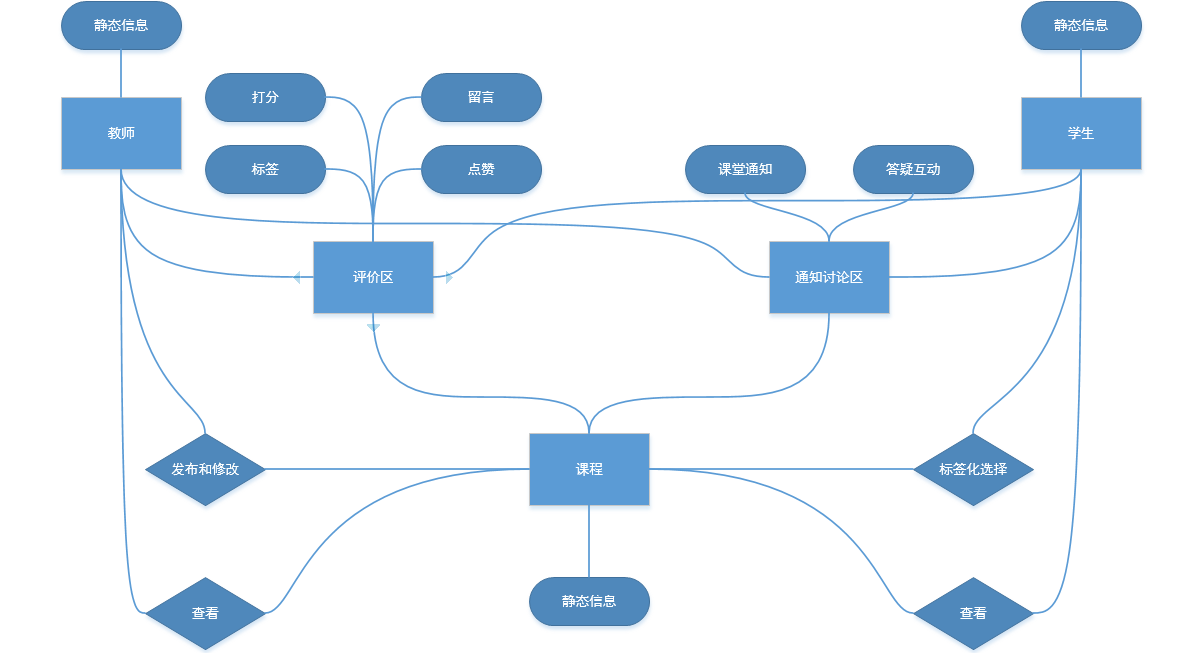 静态信息
静态信息
打分
留言
教师
学生
标签
点赞
课堂通知
答疑互动
评价区
通知讨论区
发布和修改
课程
标签化选择
静态信息
查看
查看